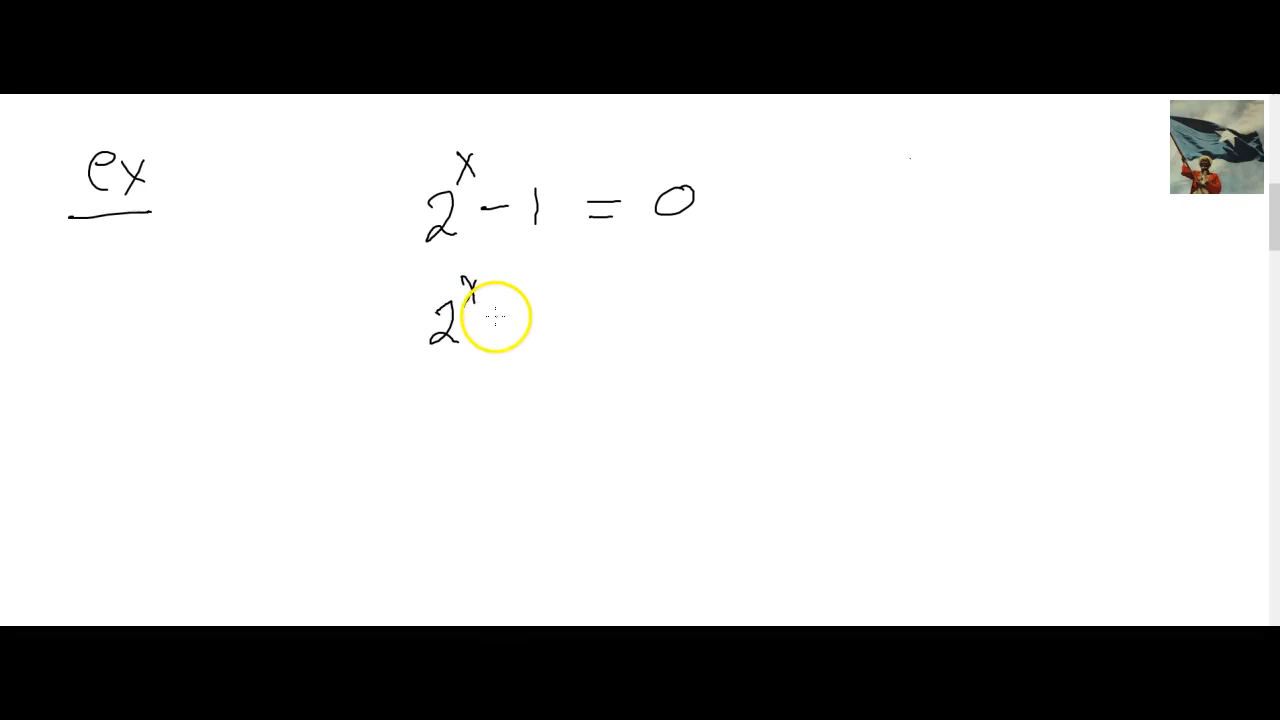 ex
2^x - 1 = 0
2^x